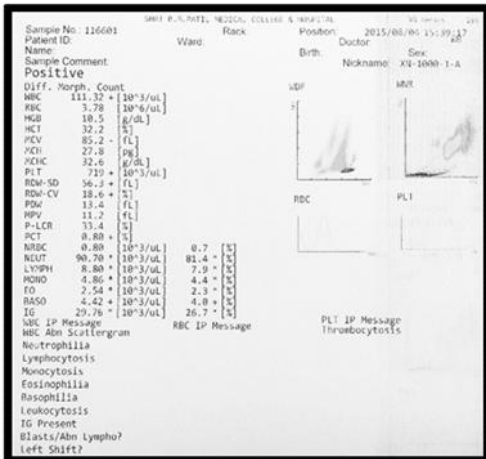 SHRI B.M.PATIL MEDICAL COLLEGE & HOSPITAL
Sample No.: 116601 Rack: Position: 2015/08/04 15:39:17
Patient ID: Ward: Doctor:
Name: Birth: Sex:
Sample Comment: Nickname: XN-1000-1-A
Positive
Diff. Morph. Count
WBC 111.32 + [10^3/uL] WDF WNR
RBC 3.78 [10^6/uL]
HGB 10.5 [g/dL]
HCT 32.2 [%]
MCV 85.2 - [fL]
MCH 27.8 [pg]
MCHC 32.6 [g/dL]
PLT 719 + [10^3/uL]
RDW-SD 56.3 + [fL]
RDW-CV 18.6 + [%] RBC PLT
PDW 13.4 [fL]
MPV 11.2 [fL]
P-LCR 33.4 [%]
PCT 0.80 + [%]
NRBC 0.80 [10^3/uL] 0.7 [%]
NEUT 90.70 * [10^3/uL] 81.4 * [%]
LYMPH 8.80 * [10^3/uL] 7.9 * [%]
MONO 4.86 * [10^3/uL] 4.4 * [%]
EO 2.54 * [10^3/uL] 2.3 * [%]
BASO 4.42 + [10^3/uL] 4.0 + [%]
IG 29.76 * [10^3/uL] 26.7 * [%]
WBC IP Message RBC IP Message PLT IP Message
WBC Abn Scattergram Thrombocytosis
Neutrophilia
Lymphocytosis
Monocytosis
Eosinophilia
Basophilia
Leukocytosis
IG Present
Blasts/Abn Lympho?
Left Shift?